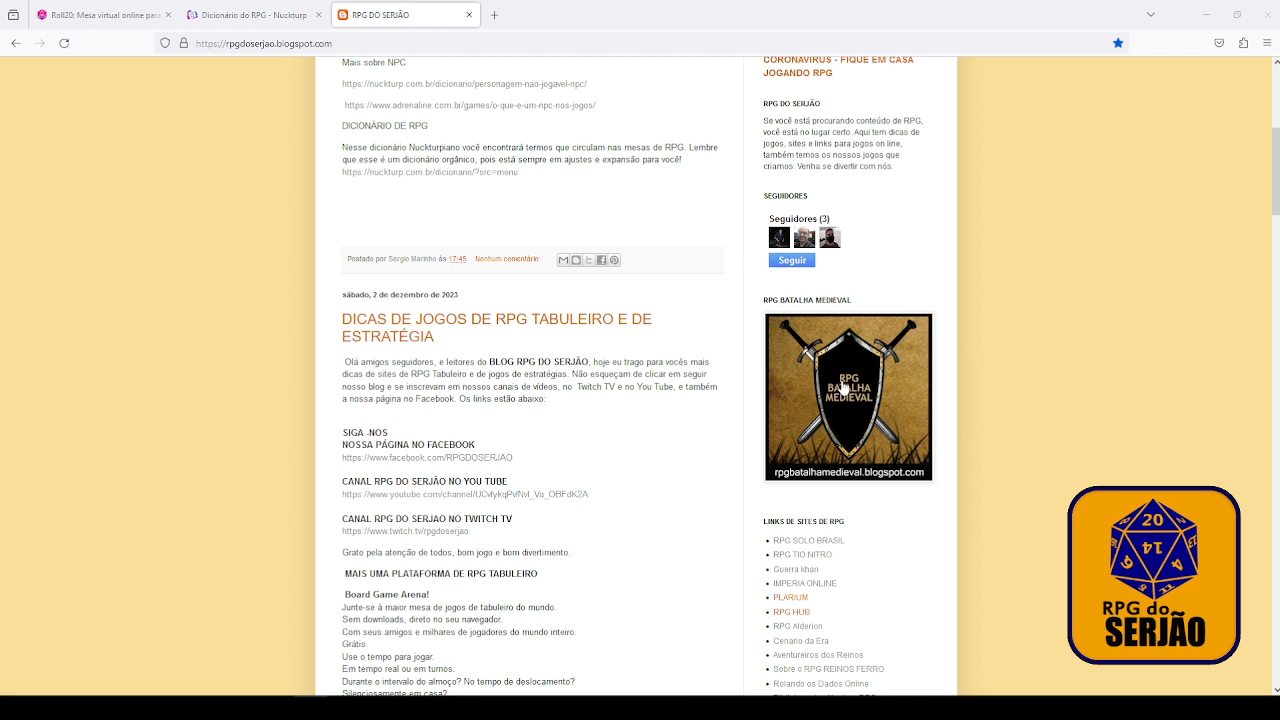 Roll20: Mesa virtual online para
Dicionário do RPG - Nuckturp
RPG DO SERJÃO
https://rpgdoserjao.blogspot.com
Mais sobre NPC
https://nuckturp.com.br/dicionario/personagem-nao-jogavel-npc/
https://www.adrenaline.com.br/games/o-que-e-um-npc-nos-jogos/
DICIONÁRIO DE RPG
Nesse dicionário Nuckturpiano você encontrará termos que circulam nas mesas de RPG. Lembre
que esse é um dicionário orgânico, pois está sempre em ajustes e expansão para você!
https://nuckturp.com.br/dicionario/?src=menu
Postado por Sergio Marinho às 17:45 Nenhum comentário:
sábado, 2 de dezembro de 2023
DICAS DE JOGOS DE RPG TABULEIRO E DE
ESTRATÉGIA
Olá amigos seguidores, e leitores do BLOG RPG DO SERJÃO, hoje eu trago para vocês mais
dicas de sites de RPG Tabuleiro e de jogos de estratégias. Não esqueçam de clicar em seguir
nosso blog e se inscrevam em nossos canais de vídeos, no Twitch TV e no You Tube, e também
a nossa página no Facebook. Os links estão abaixo:
SIGA -NOS
NOSSA PÁGINA NO FACEBOOK
https://www.facebook.com/RPGDOSERJAO
CANAL RPG DO SERJÃO NO YOU TUBE
CANAL RPG DO SERJAO NO TWITCH TV
https://www.twitch.tv/rpgdoserjao
Grato pela atenção de todos, bom jogo e bom divertimento.
MAIS UMA PLATAFORMA DE RPG TABULEIRO
Board Game Arena!
Junte-se à maior mesa de jogos de tabuleiro do mundo.
Sem downloads, direto no seu navegador.
Com seus amigos e milhares de jogadores do mundo inteiro.
Grátis.
Use o tempo para jogar.
Em tempo real ou em turnos.
Durante o intervalo do almoço? No tempo de deslocamento?
Silenciosamente em casa?
CORONAVÍRUS - FIQUE EM CASA
JOGANDO RPG
RPG DO SERJÃO
Se você está procurando conteúdo de RPG,
você está no lugar certo. Aqui tem dicas de
jogos, sites e links para jogos on line,
também temos os nossos jogos que
criamos. Venha se divertir com nós.
SEGUIDORES
Seguidores (3)
Seguir
RPG BATALHA MEDIEVAL
RPG
BATALHA
MEDIEVAL
rpgbatalhamedieval.blogspot.com
LINKS DE SITES DE RPG
RPG SOLO BRASIL
RPG TIO NITRO
Guerra khan
IMPERIA ONLINE
PLARIUM
RPG HUB
RPG Alderion
Cenario da Era
Aventureiros dos Reinos
Sobre o RPG REINOS FERRO
Rolando os Dados Online
20
14
RPG do
SERJÃO